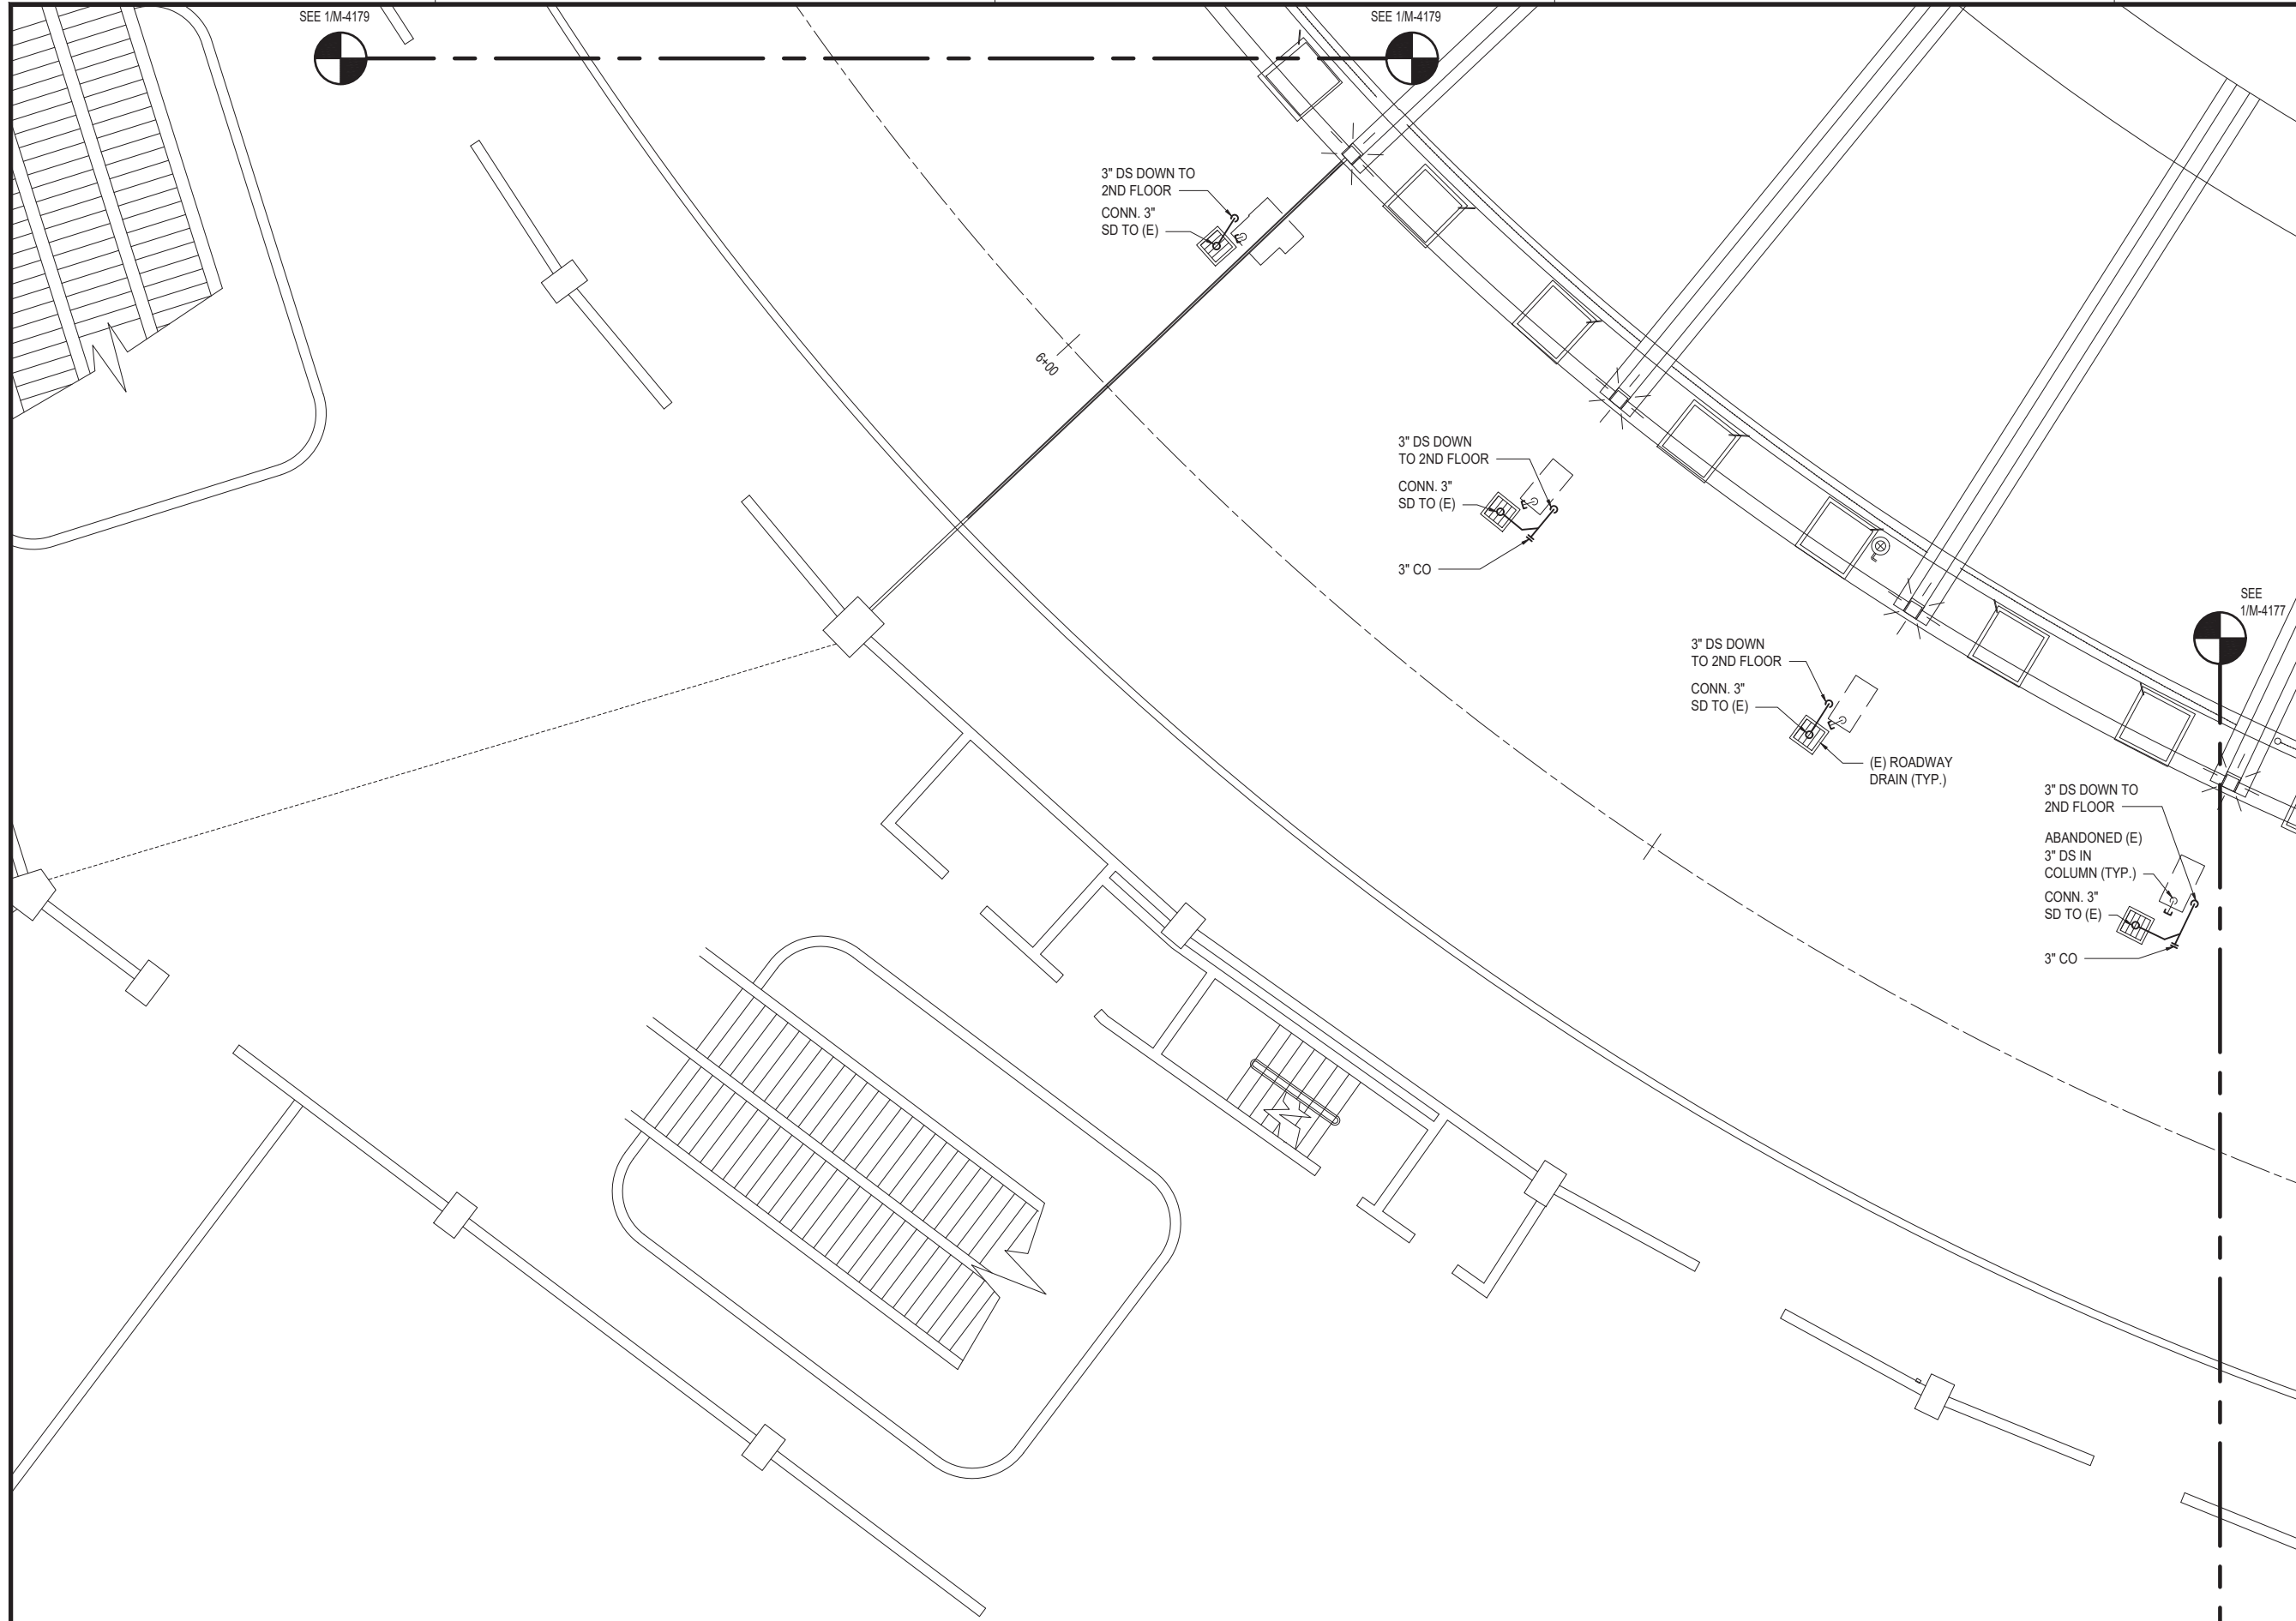 SEE 1/M-4179
SEE 1/M-4179
3" DS DOWN TO
2ND FLOOR
CONN. 3"
SD TO (E)
6+00
3" DS DOWN
TO 2ND FLOOR
CONN. 3"
SD TO (E)
3" CO
SEE
1/M-4177
3" DS DOWN
TO 2ND FLOOR
CONN. 3"
SD TO (E)
(E) ROADWAY
DRAIN (TYP.)
3" DS DOWN TO
2ND FLOOR
ABANDONED (E)
3" DS IN
COLUMN (TYP.)
CONN. 3"
SD TO (E)
3" CO